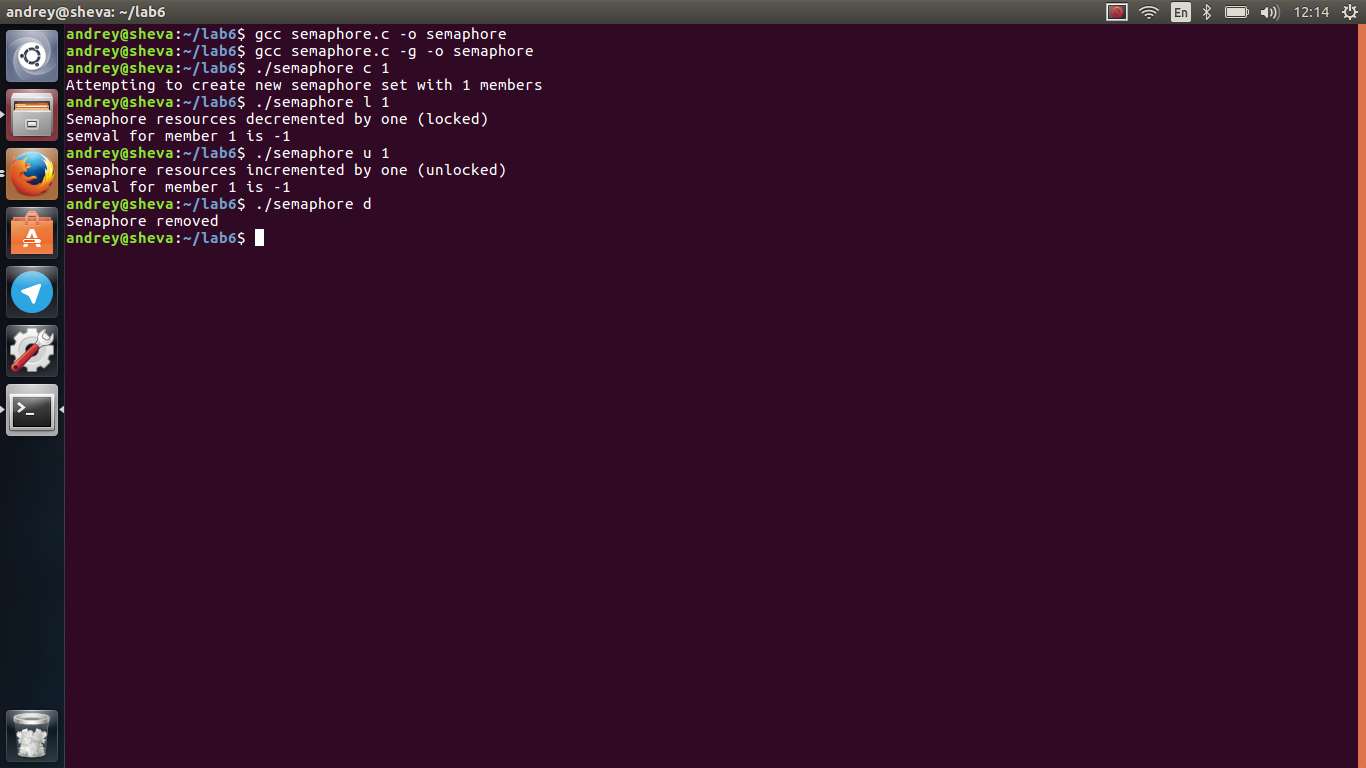 andrey@sheva: ~/lab6
En
12:14
andrey@sheva:~/lab6$ gcc semaphore.c -o semaphore
andrey@sheva:~/lab6$ gcc semaphore.c -g -o semaphore
andrey@sheva:~/lab6$ ./semaphore c 1
Attempting to create new semaphore set with 1 members
andrey@sheva:~/lab6$ ./semaphore l 1
Semaphore resources decremented by one (locked)
semval for member 1 is -1
andrey@sheva:~/lab6$ ./semaphore u 1
Semaphore resources incremented by one (unlocked)
semval for member 1 is -1
andrey@sheva:~/lab6$ ./semaphore d
Semaphore removed
andrey@sheva:~/lab6$